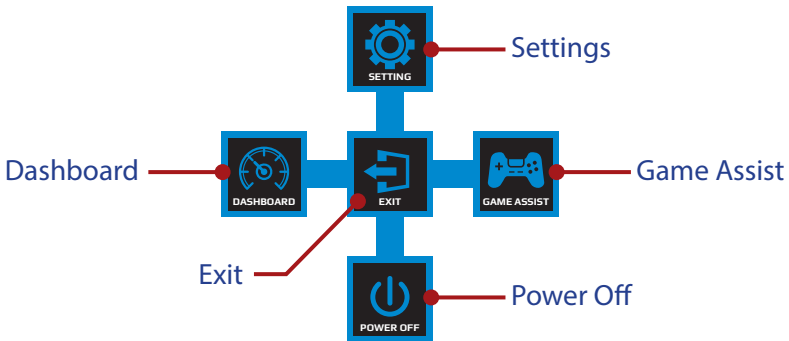 Settings
SETTING
Dashboard
DASHBOARD
EXIT
GAME ASSIST
Game Assist
Exit
Power Off
POWER OFF